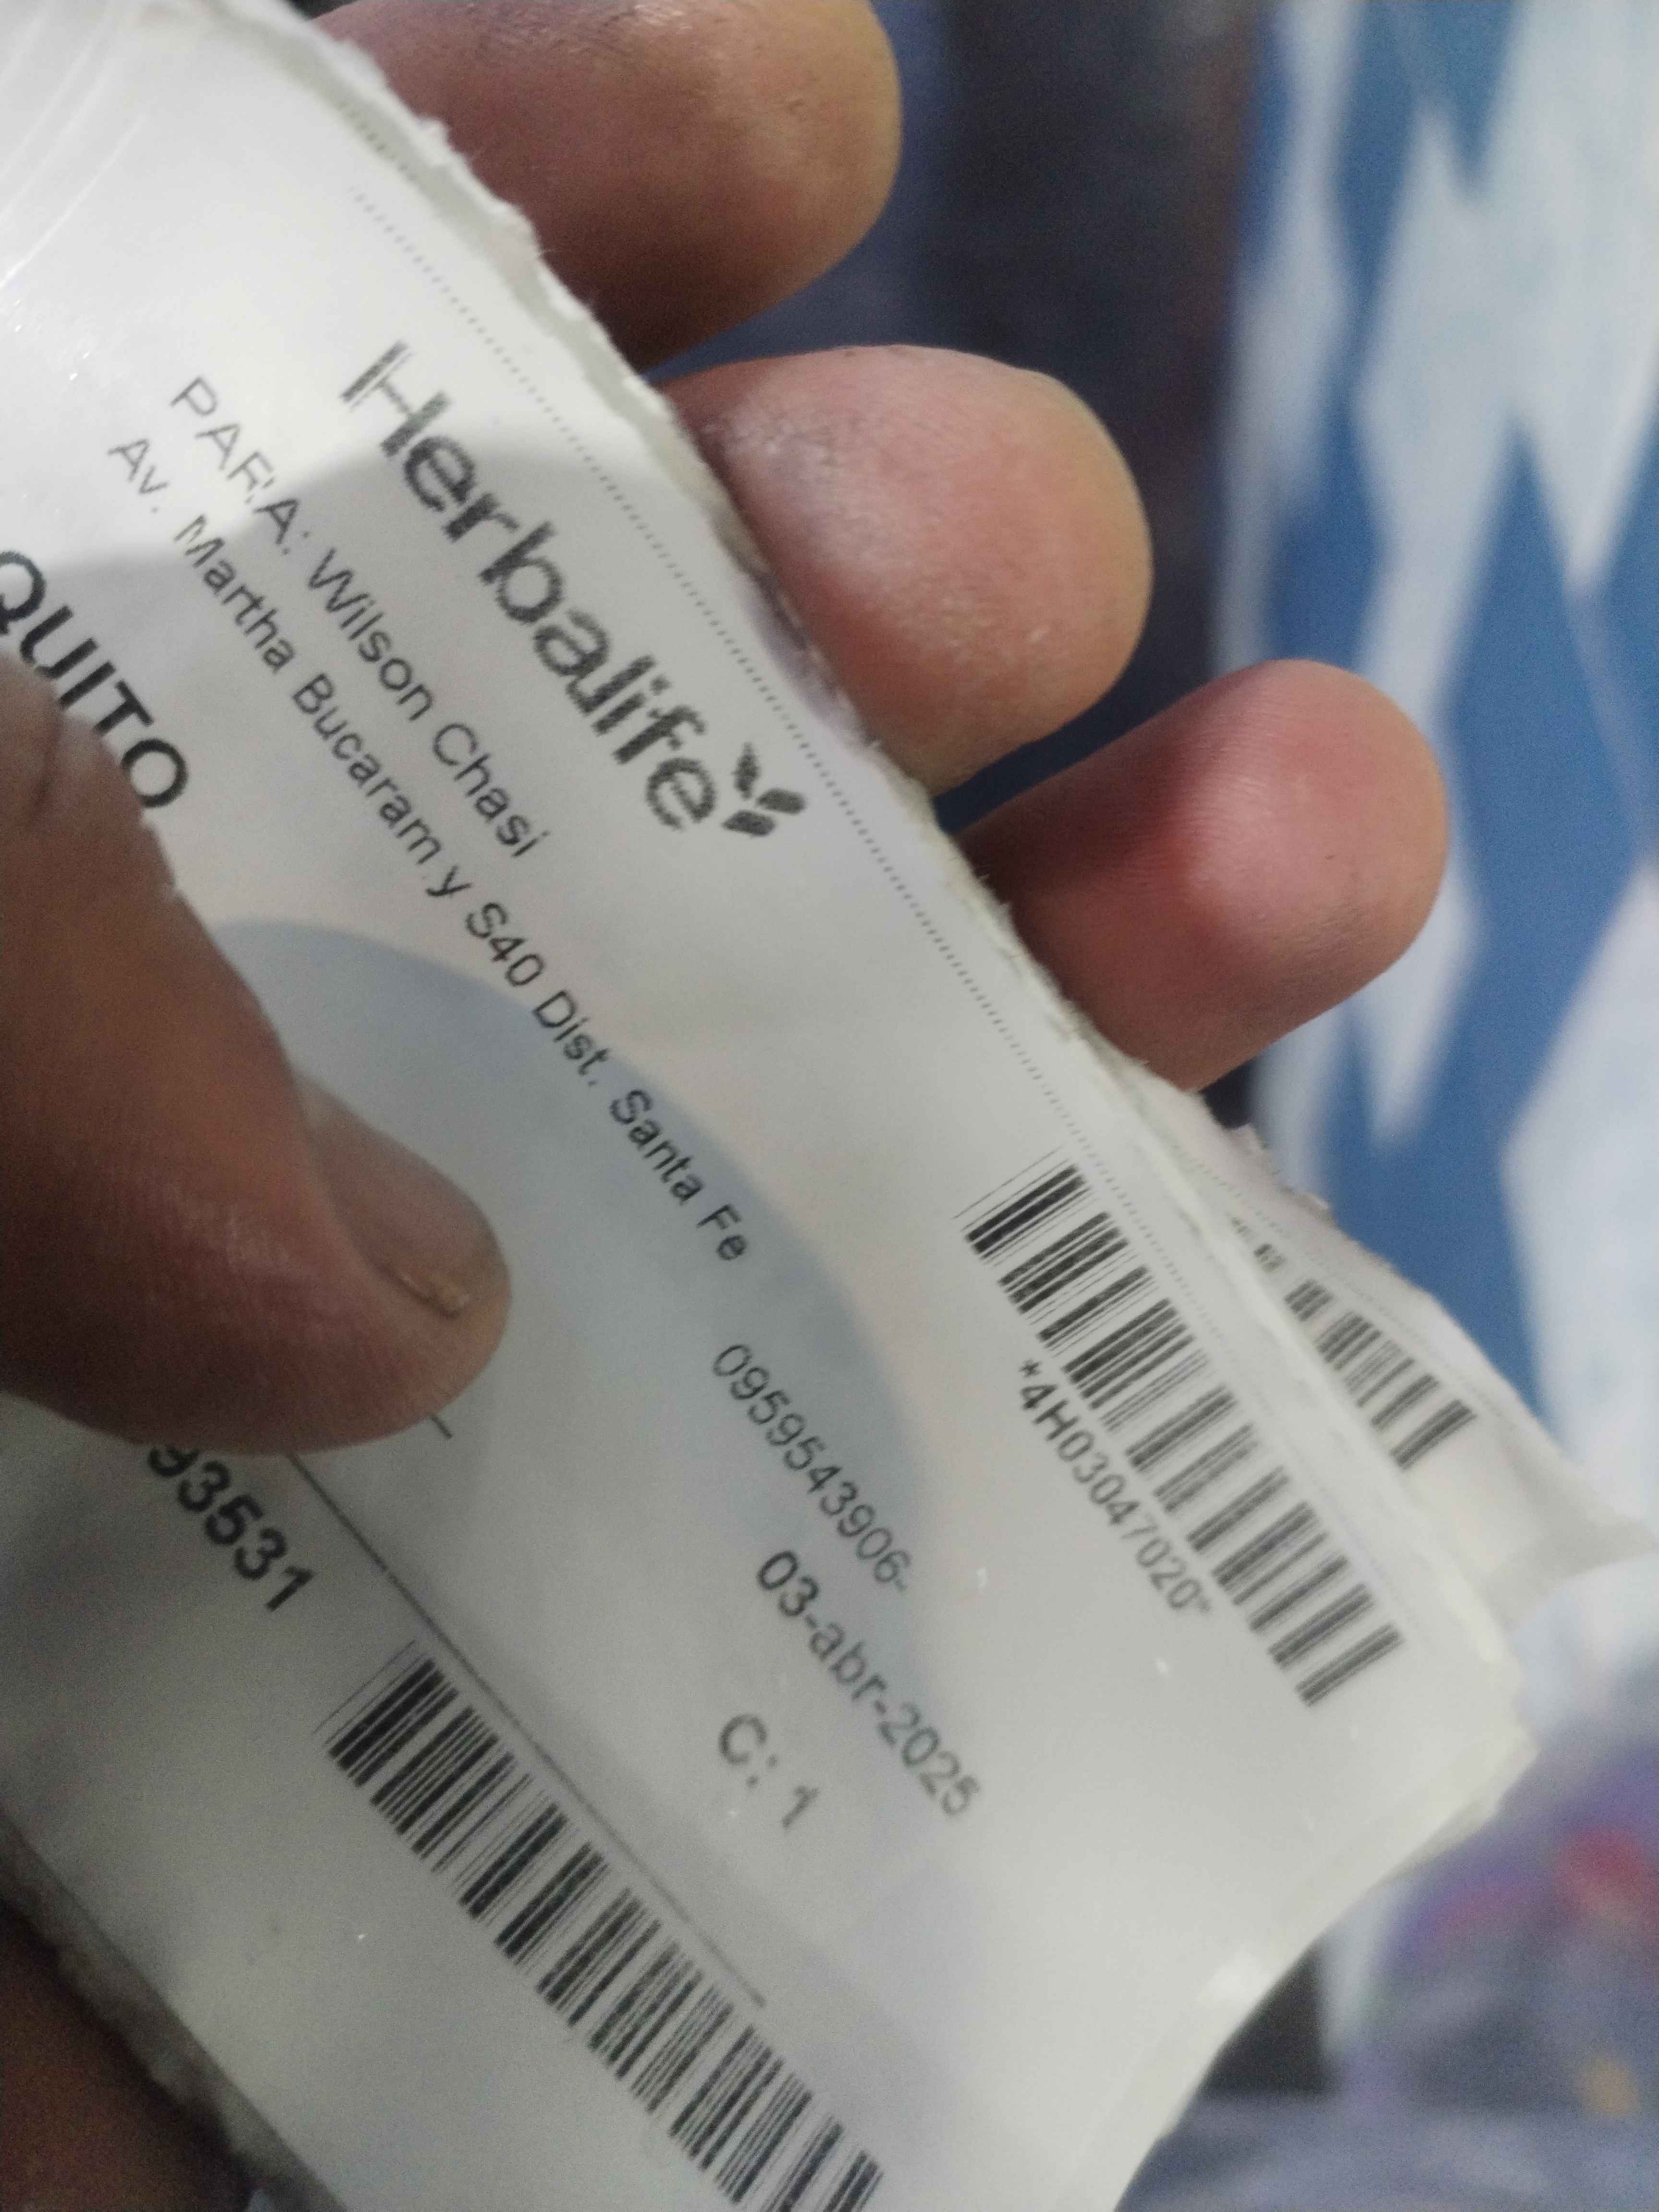 Herbalife
*4H03047020*
PARA: Wilson Chasi
Av. Martha Bucaram y S40 Dist. Santa Fe
0959543906-
03-abr-2025
QUITO
C: 1
93531